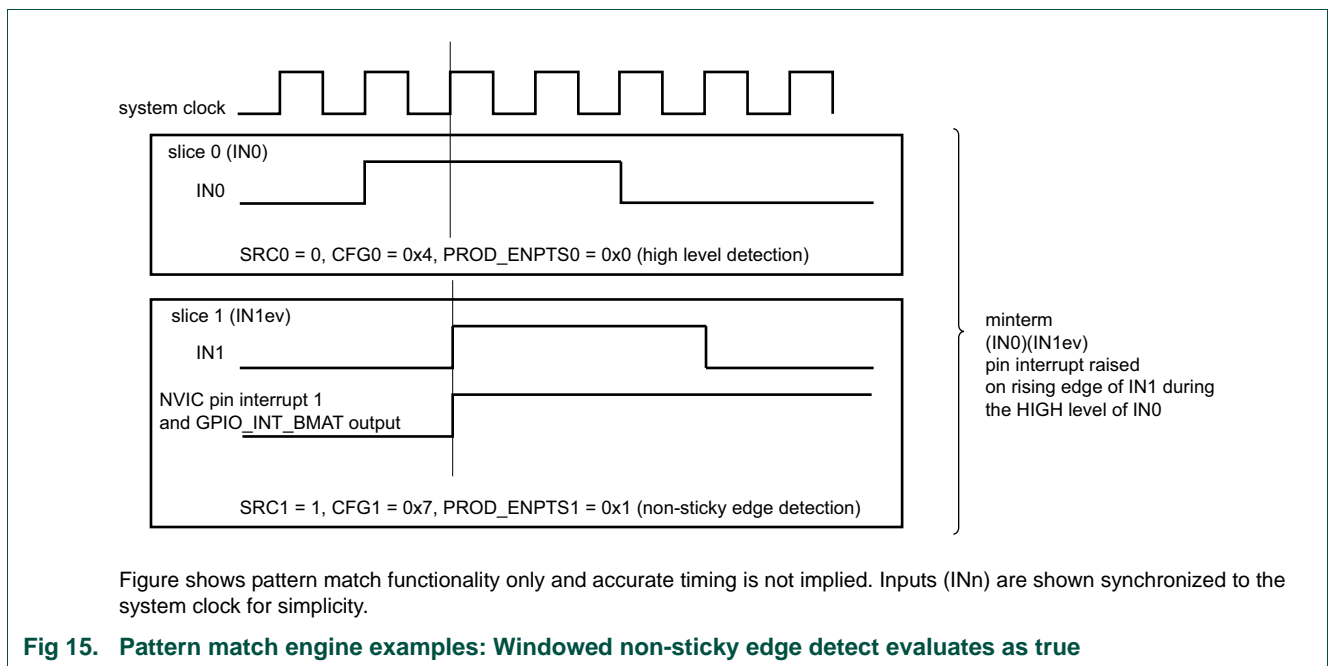 system clock
slice 0 (IN0)
IN0
SRC0 = 0, CFG0 = 0x4, PROD_ENPTS0 = 0x0 (high level detection)
slice 1 (IN1ev)
IN1
NVIC pin interrupt 1
and GPIO_INT_BMAT output
SRC1 = 1, CFG1 = 0x7, PROD_ENPTS1 = 0x1 (non-sticky edge detection)
minterm
(IN0)(IN1ev)
pin interrupt raised
on rising edge of IN1 during
the HIGH level of IN0
Figure shows pattern match functionality only and accurate timing is not implied. Inputs (INn) are shown synchronized to the
system clock for simplicity.
Fig 15. Pattern match engine examples: Windowed non-sticky edge detect evaluates as true